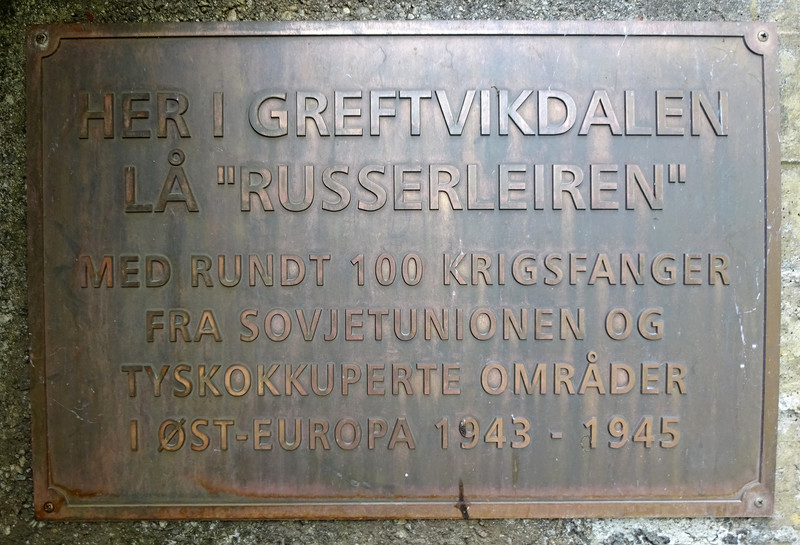 HER I GREFTVIKDALEN
LÅ "RUSSERLEIREN"
MED RUNDT 100 KRIGSFANGER
FRA SOVJETUNIONEN OG
TYSKOKKUPERTE OMRÅDER
I ØST-EUROPA 1943 - 1945